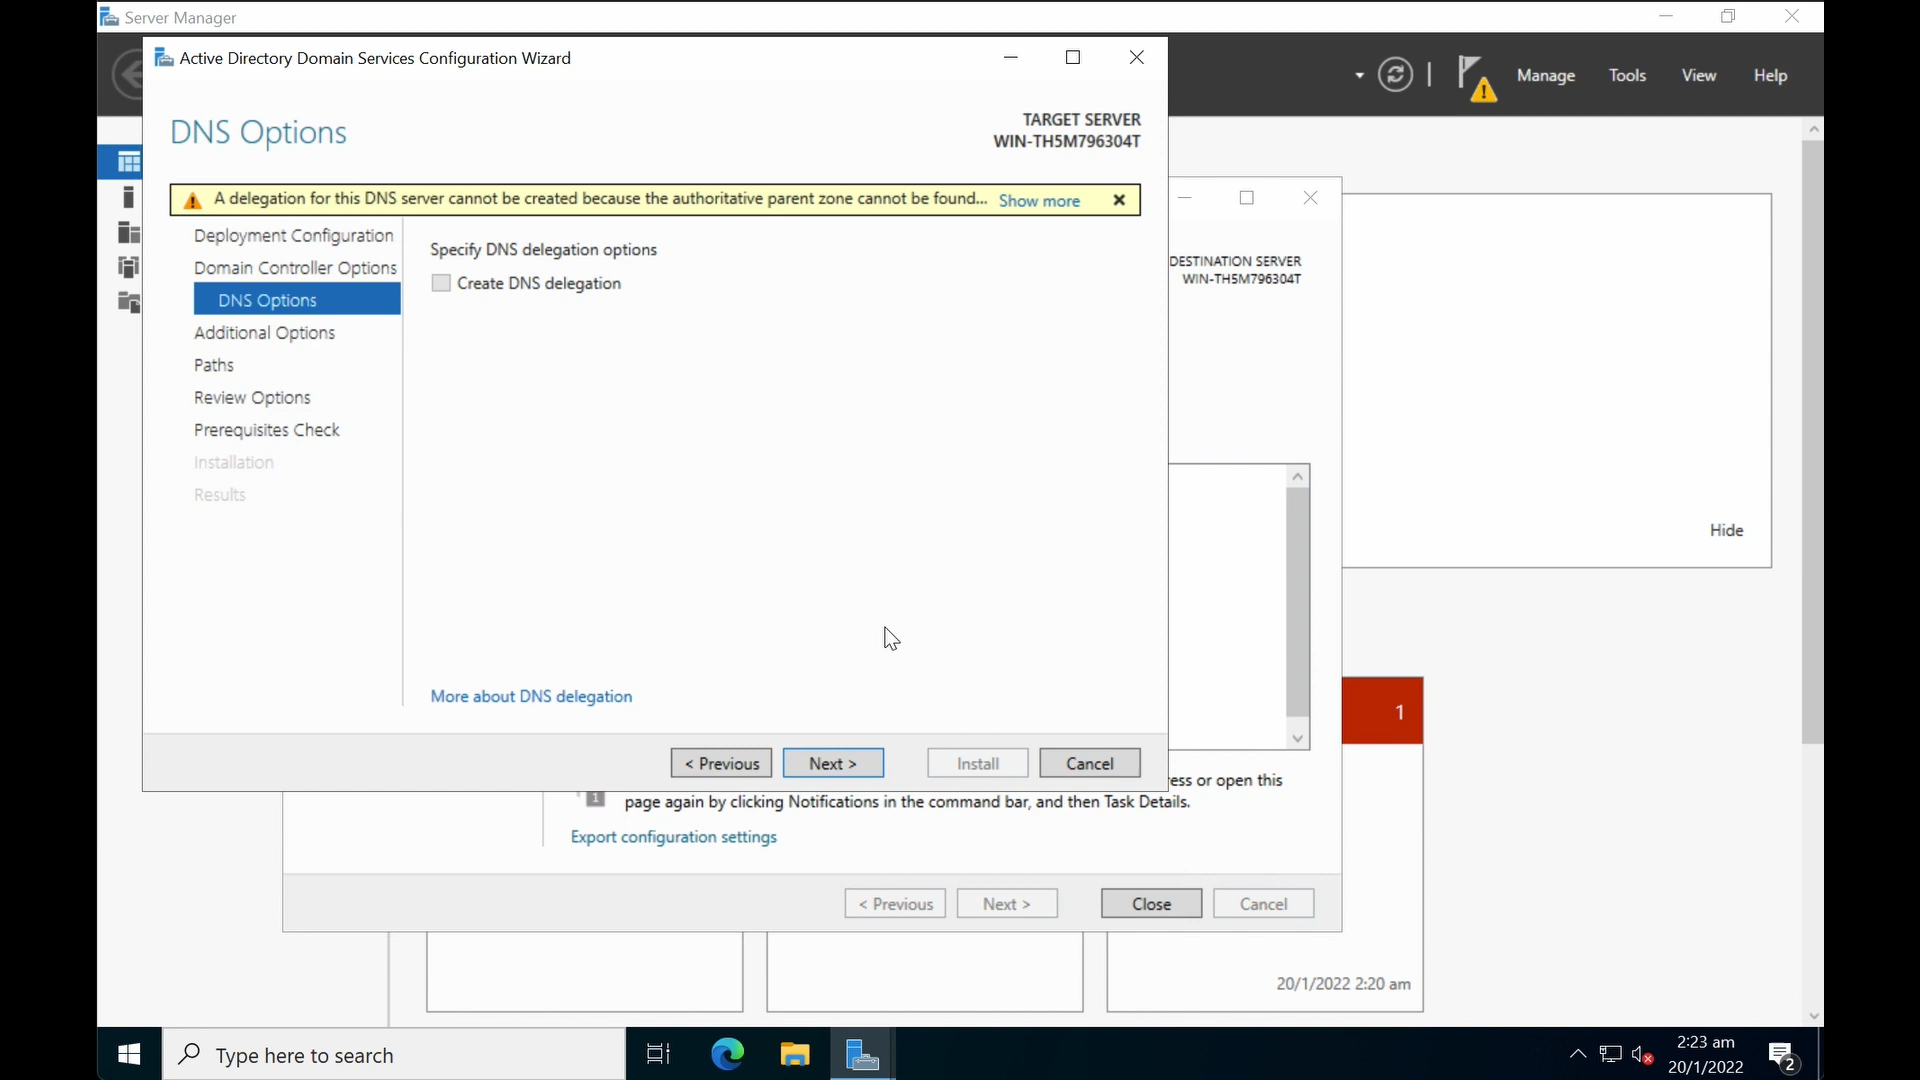 Server Manager
Active Directory Domain Services Configuration Wizard
Manage Tools View Help
DNS Options
TARGET SERVER
WIN-TH5M796304T
A delegation for this DNS server cannot be created because the authoritative parent zone cannot be found... Show more
Deployment Configuration
Domain Controller Options
DNS Options
Additional Options
Paths
Review Options
Prerequisites Check
Installation
Results
Specify DNS delegation options
Create DNS delegation
More about DNS delegation
< Previous
Next >
Install
Cancel
DESTINATION SERVER
WIN-TH5M796304T
Hide
1
ess or open this
1
page again by clicking Notifications in the command bar, and then Task Details.
Export configuration settings
< Previous
Next >
Close
Cancel
20/1/2022 2:20 am
Type here to search
2:23 am
20/1/2022
2